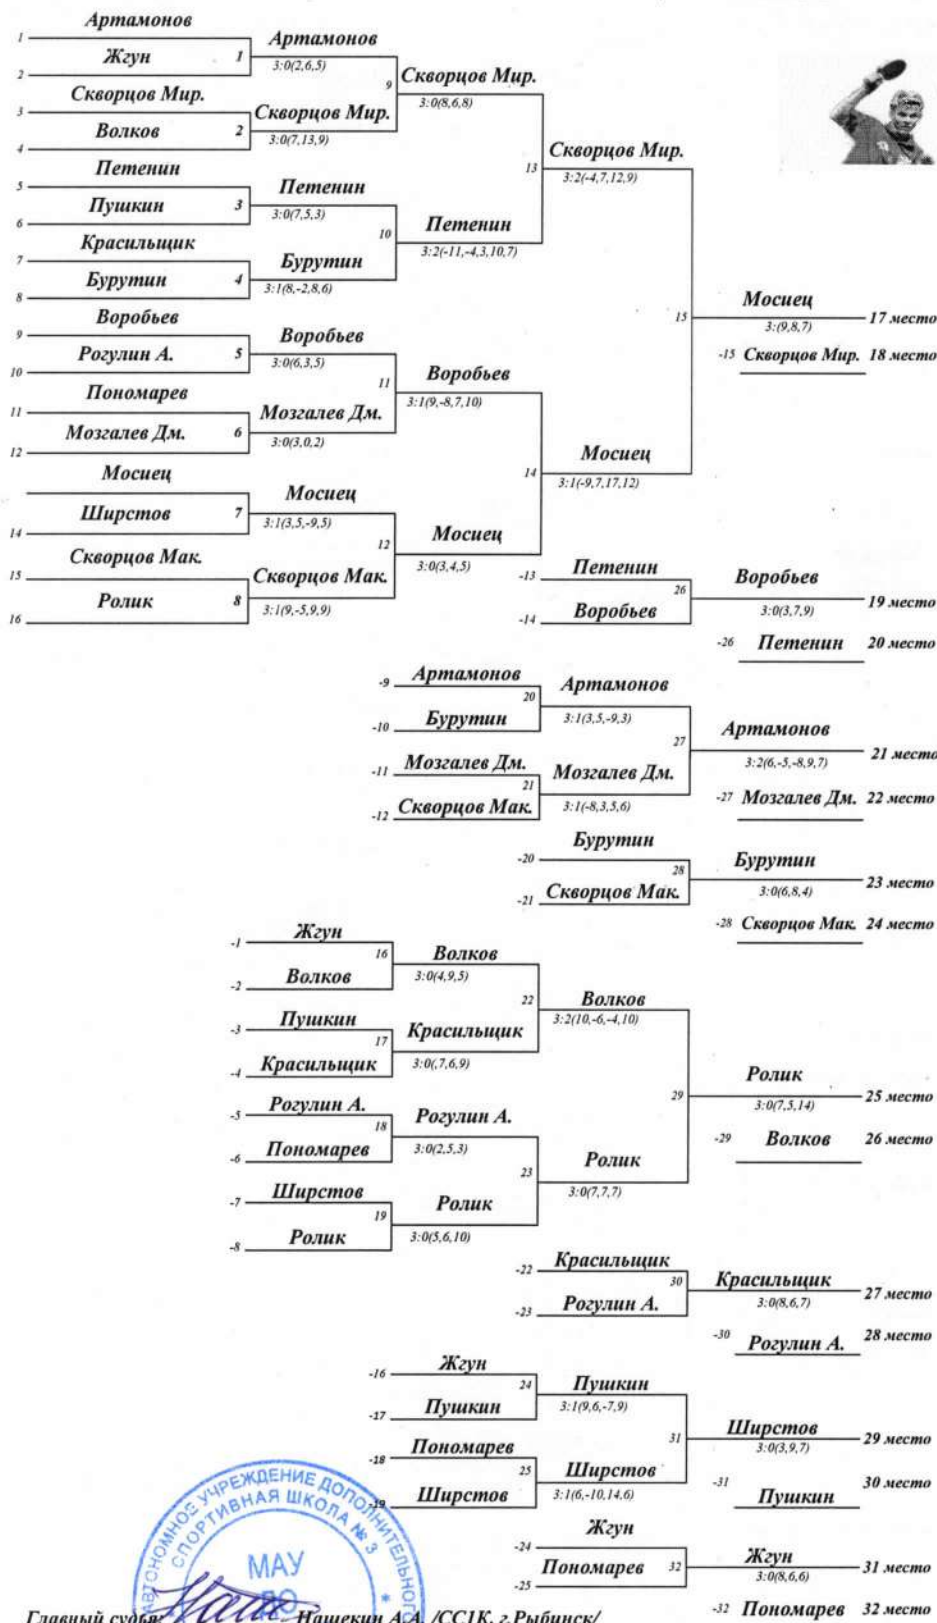 Артамонов
1
Жгун 1
2
Артамонов
3:0(2,6,5)
Скворцов Мир.
3
Волков 2
4
Скворцов Мир.
3:0(7,13,9)
9
Скворцов Мир.
3:0(8,6,8)
Петенин
5
Пушкин 3
6
Петенин
3:0(7,5,3)
Красильщик
7
Бурутин 4
8
Бурутин
3:1(8,-2,8,6)
10
Петенин
3:2(-11,-4,3,10,7)
13
Скворцов Мир.
3:2(-4,7,12,9)
Воробьев
9
Рогулин А. 5
10
Воробьев
3:0(6,3,5)
Пономарев
11
Мозгалев Дм. 6
12
Мозгалев Дм.
3:0(3,0,2)
11
Воробьев
3:1(9,-8,7,10)
Мосиец
Ширстов 7
14
Мосиец
3:1(3,5,-9,5)
Скворцов Мак.
15
Ролик 8
16
Скворцов Мак.
3:1(9,-5,9,9)
12
Мосиец
3:0(3,4,5)
14
Мосиец
3:1(-9,7,17,12)
15
Мосиец
3:(9,8,7)
17 место
-15 Скворцов Мир. 18 место
-13 Петенин
26
-14 Воробьев
Воробьев
3:0(3,7,9)
19 место
-26 Петенин 20 место
-9 Артамонов
20
-10 Бурутин
Артамонов
3:1(3,5,-9,3)
-11 Мозгалев Дм.
21
-12 Скворцов Мак.
Мозгалев Дм.
3:1(-8,3,5,6)
27
Артамонов
3:2(6,-5,-8,9,7)
21 место
-27 Мозгалев Дм. 22 место
Бурутин
-20
28
-21 Скворцов Мак.
Бурутин
3:0(6,8,4)
23 место
-28 Скворцов Мак. 24 место
-1 Жгун
16
-2 Волков
Волков
3:0(4,9,5)
-3 Пушкин
17
-4 Красильщик
Красильщик
3:0(,7,6,9)
22
Волков
3:2(10,-6,-4,10)
-5 Рогулин А.
18
-6 Пономарев
Рогулин А.
3:0(2,5,3)
-7 Ширстов
19
-8 Ролик
Ролик
3:0(5,6,10)
23
Ролик
3:0(7,7,7)
29
Ролик
3:0(7,5,14)
25 место
-29 Волков 26 место
-22 Красильщик
30
-23 Рогулин А.
Красильщик
3:0(8,6,7)
27 место
-30 Рогулин А. 28 место
-16 Жгун
24
-17 Пушкин
Пушкин
3:1(9,6,-7,9)
-18 Пономарев
25
-19 Ширстов
Ширстов
3:1(6,-10,14,6)
31
Ширстов
3:0(3,9,7)
29 место
-31 Пушкин 30 место
Жгун
-24
Пономарев 32
-25
Жгун
3:0(8,6,6)
31 место
-32 Пономарев 32 место
АВТОНОМНОЕ УЧРЕЖДЕНИЕ ДОПОЛНИТЕЛЬНОГО
СПОРТИВНАЯ ШКОЛА № 3
МАУ
ДО
Главный судья: Нашекин А.А. /СС1К, г.Рыбинск/